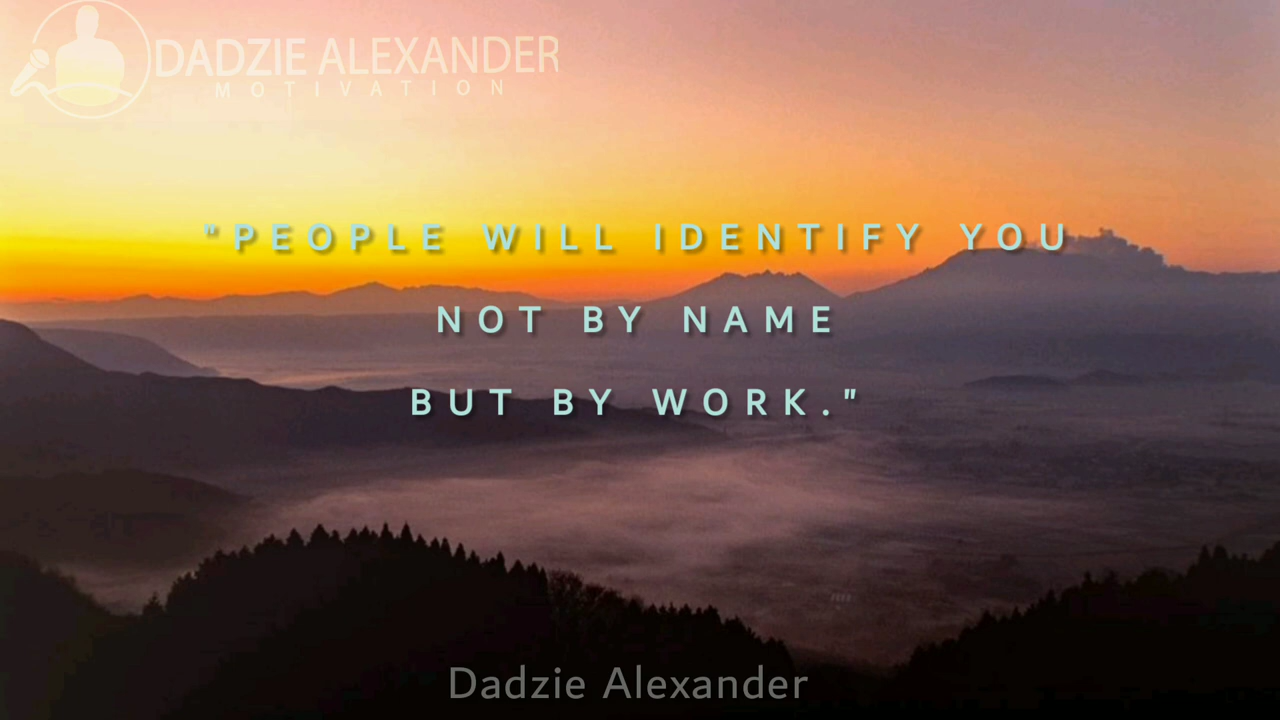 DADZIE ALEXANDER
MOTIVATION
"PEOPLE WILL IDENTIFY YOU
NOT BY NAME
BUT BY WORK."
Dadzie Alexander